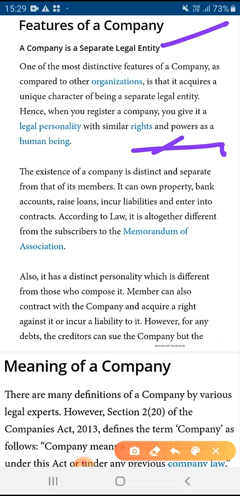 15:29
73%
Features of a Company
A Company is a Separate Legal Entity
One of the most distinctive features of a Company, as
compared to other organizations, is that it acquires a
unique character of being a separate legal entity.
Hence, when you register a company, you give it a
legal personality with similar rights and powers as a
human being.
The existence of a company is distinct and separate
from that of its members. It can own property, bank
accounts, raise loans, incur liabilities and enter into
contracts. According to Law, it is altogether different
from the subscribers to the Memorandum of
Association.
Also, it has a distinct personality which is different
from those who compose it. Member can also
contract with the Company and acquire a right
against it or incur a liability to it. However, for any
debts, the creditors can sue the Company but the
Meaning of a Company
There are many definitions of a Company by various
legal experts. However, Section 2(20) of the
Companies Act, 2013, defines the term ‘Company’ as
follows: “Company means
under this Act or under any previous company law.”